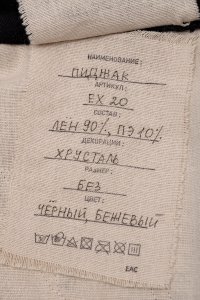 НАИМЕНОВАНИЕ:
ПИДЖАК
АРТИКУЛ:
EX 20
СОСТАВ:
ЛЕН 90%, ПЭ 10%
ДЕКОРАЦИИ:
ХРУСТАЛЬ
РАЗМЕР:
БЕЗ
ЦВЕТ:
ЧЁРНЫЙ, БЕЖЕВЫЙ
EAC